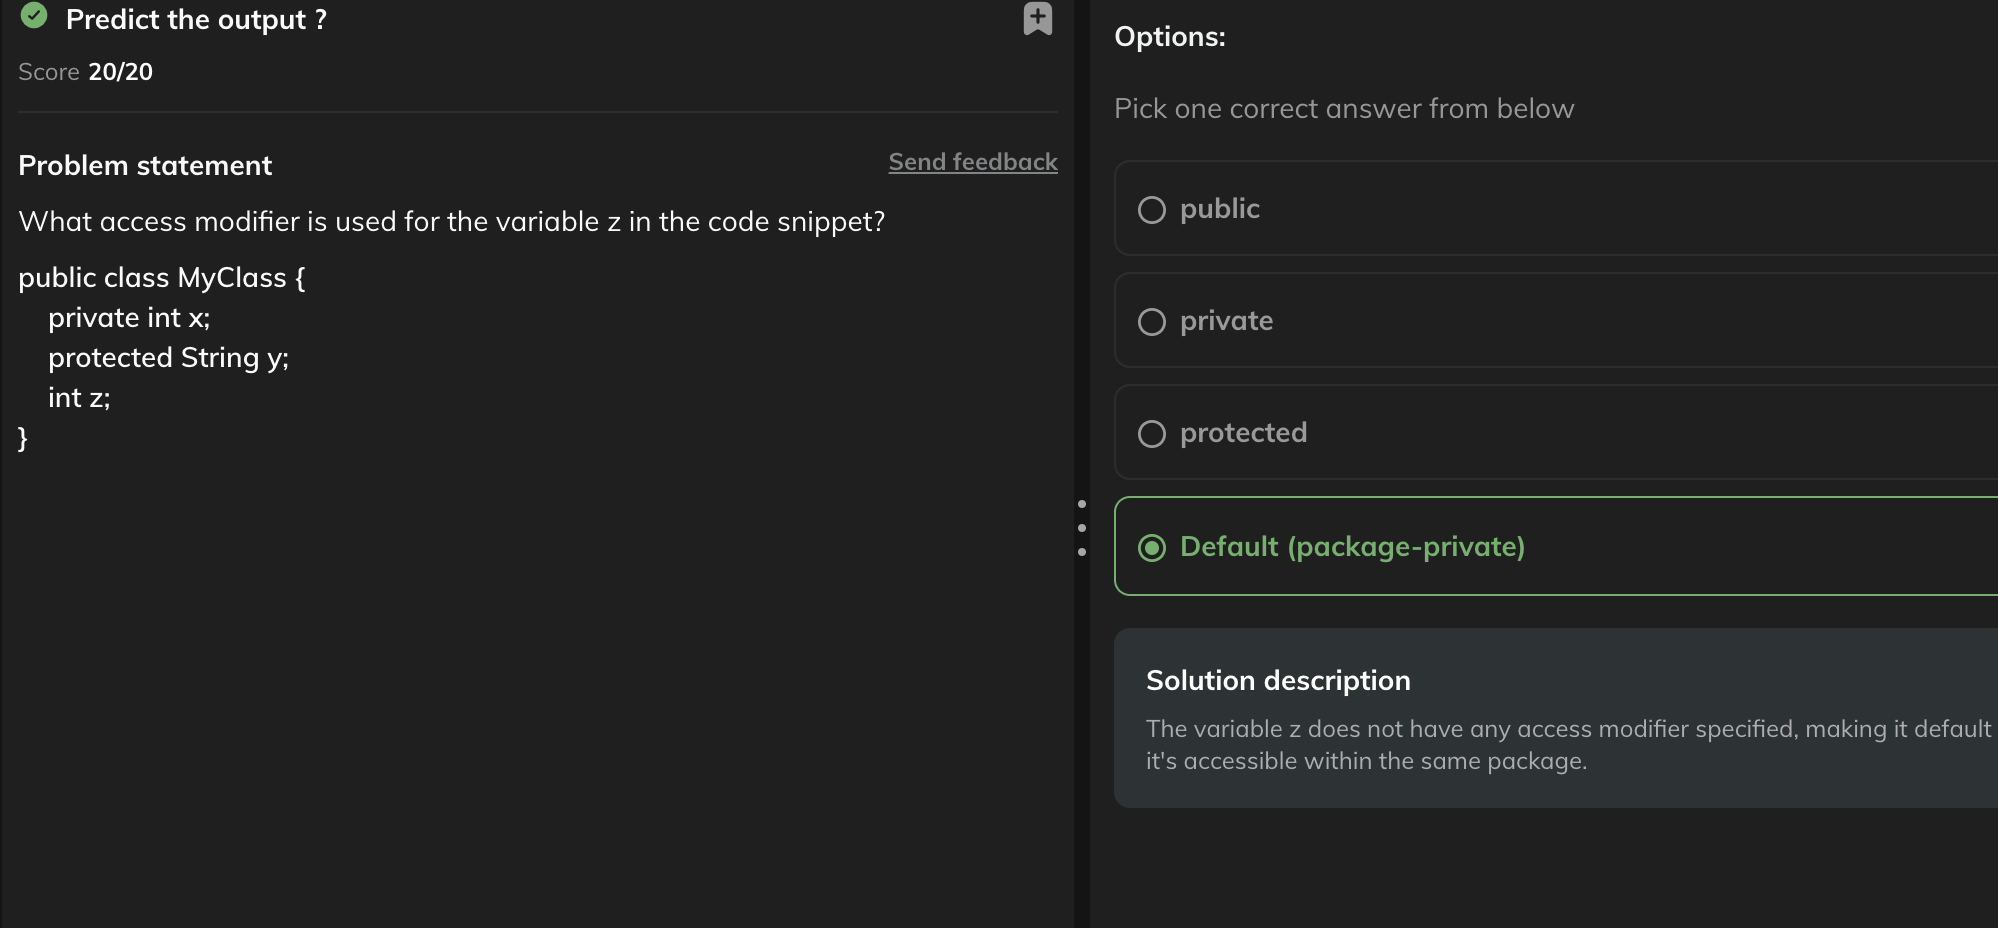 Predict the output ?
Score 20/20
Problem statement
Send feedback
What access modifier is used for the variable z in the code snippet?
public class MyClass {
    private int x;
    protected String y;
    int z;
}
Options:
Pick one correct answer from below
public
private
protected
Default (package-private)
Solution description
The variable z does not have any access modifier specified, making it default
it's accessible within the same package.